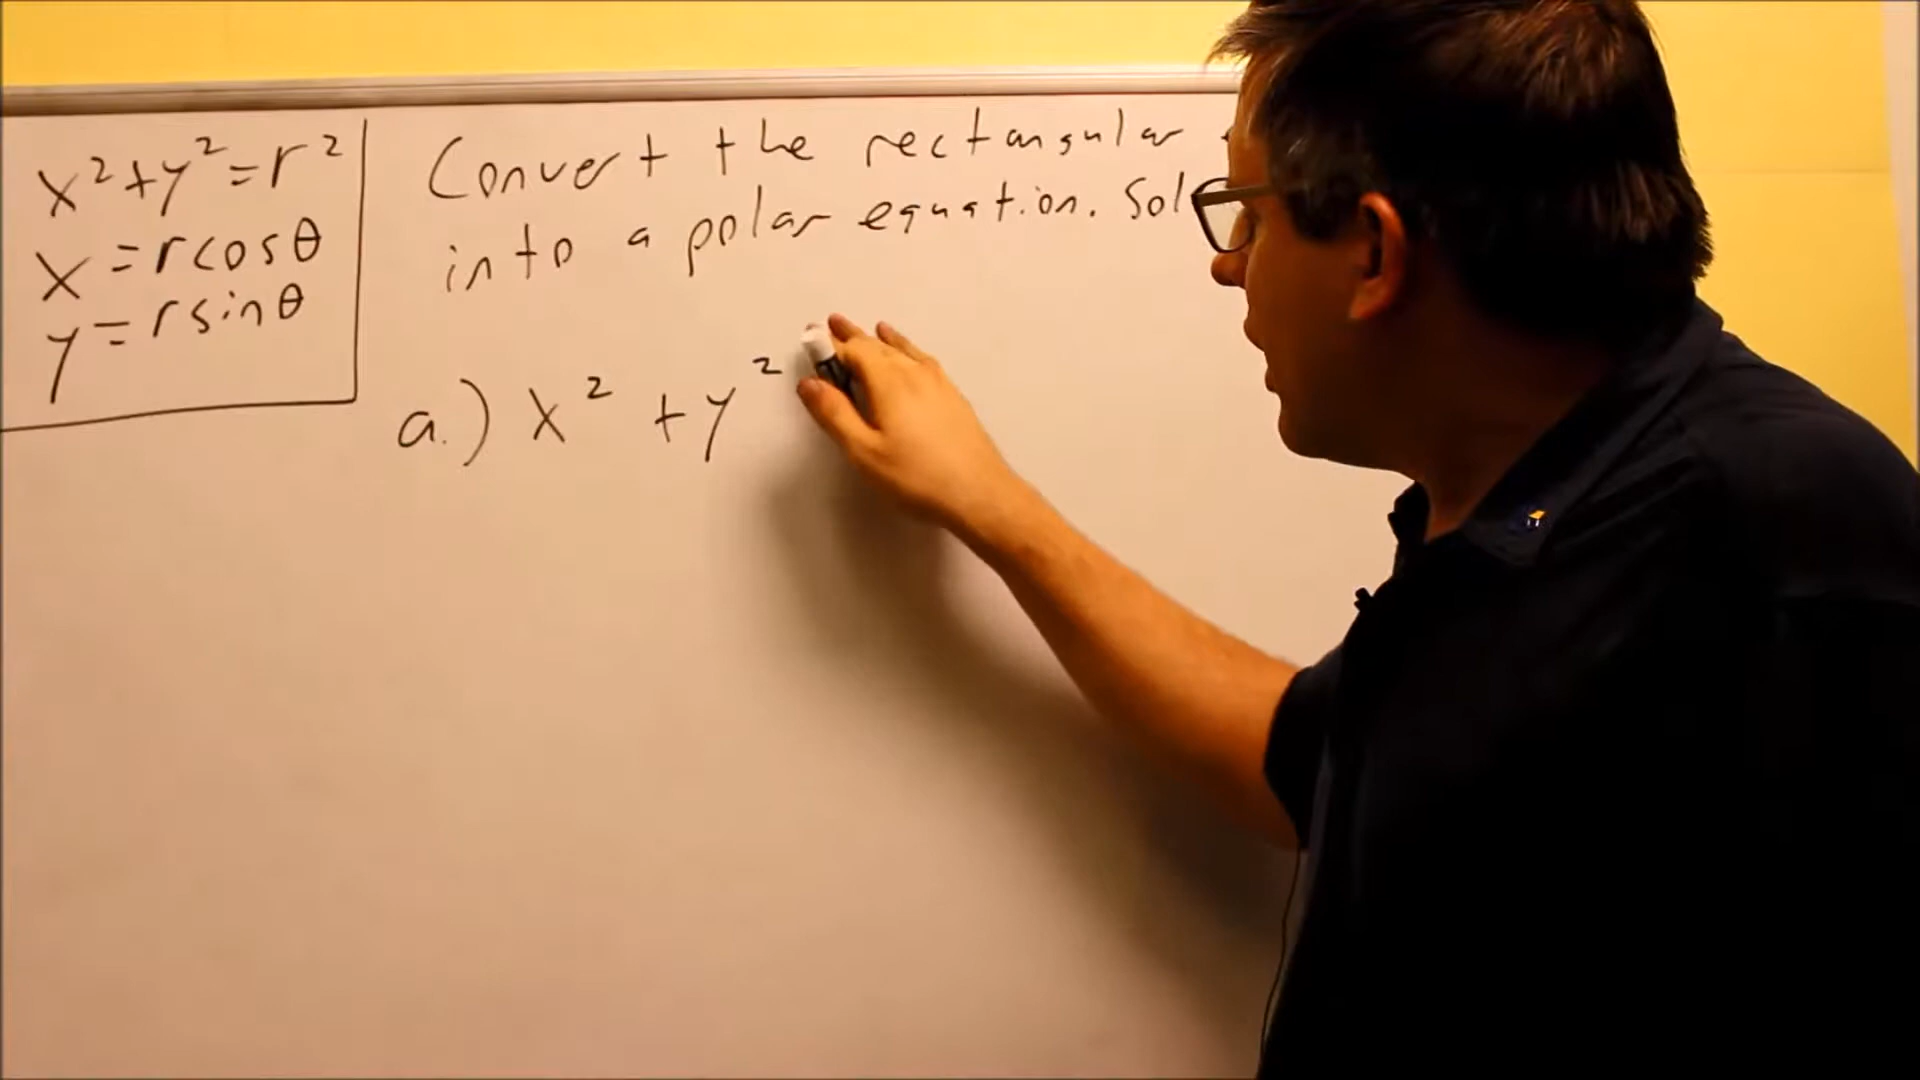 x²+y²=r²
x=rcosθ
y=rsinθ
Convert the rectangular
into a polar equation. Sol
a.) x² +y²